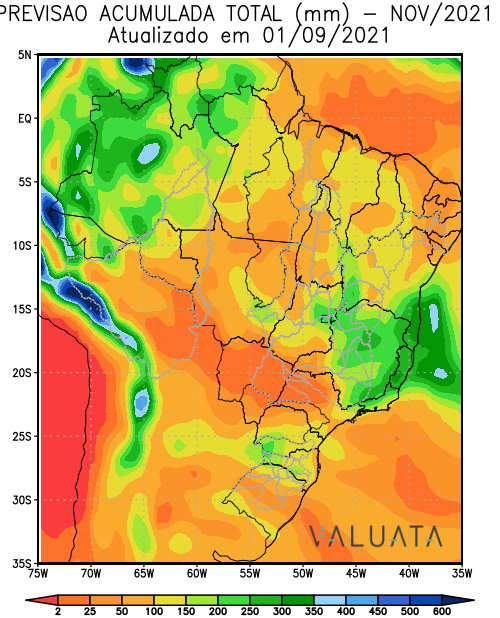 PREVISAO ACUMULADA TOTAL (mm) – NOV/2021
Atualizado em 01/09/2021
5N
EQ
5S
10S
15S
20S
25S
30S
35S
VALUATA
75W 70W 65W 60W 55W 50W 45W 40W 35W
2 25 50 100 150 200 250 300 350 400 450 500 600